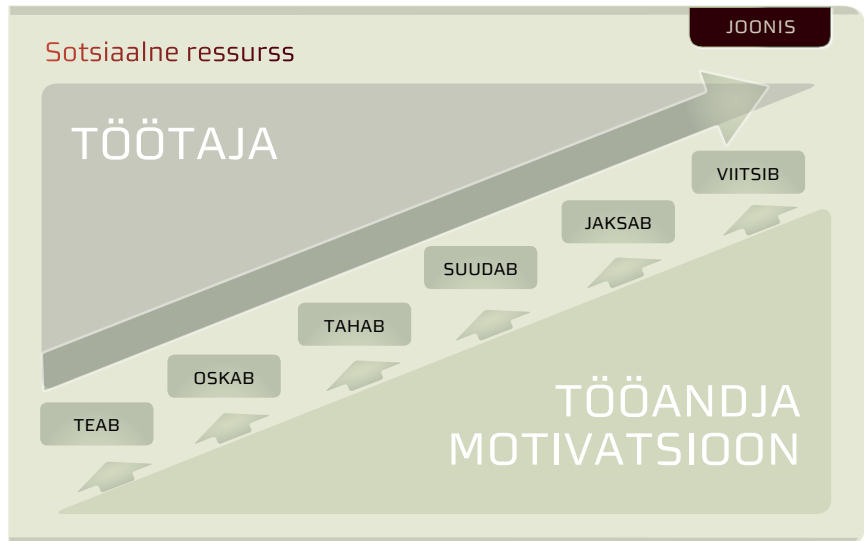 JOONIS
Sotsiaalne ressurss
TÖÖTAJA
VIITSIB
JAKSAB
SUUDAB
TAHAB
OSKAB
TEAB
TÖÖANDJA
MOTIVATSIOON